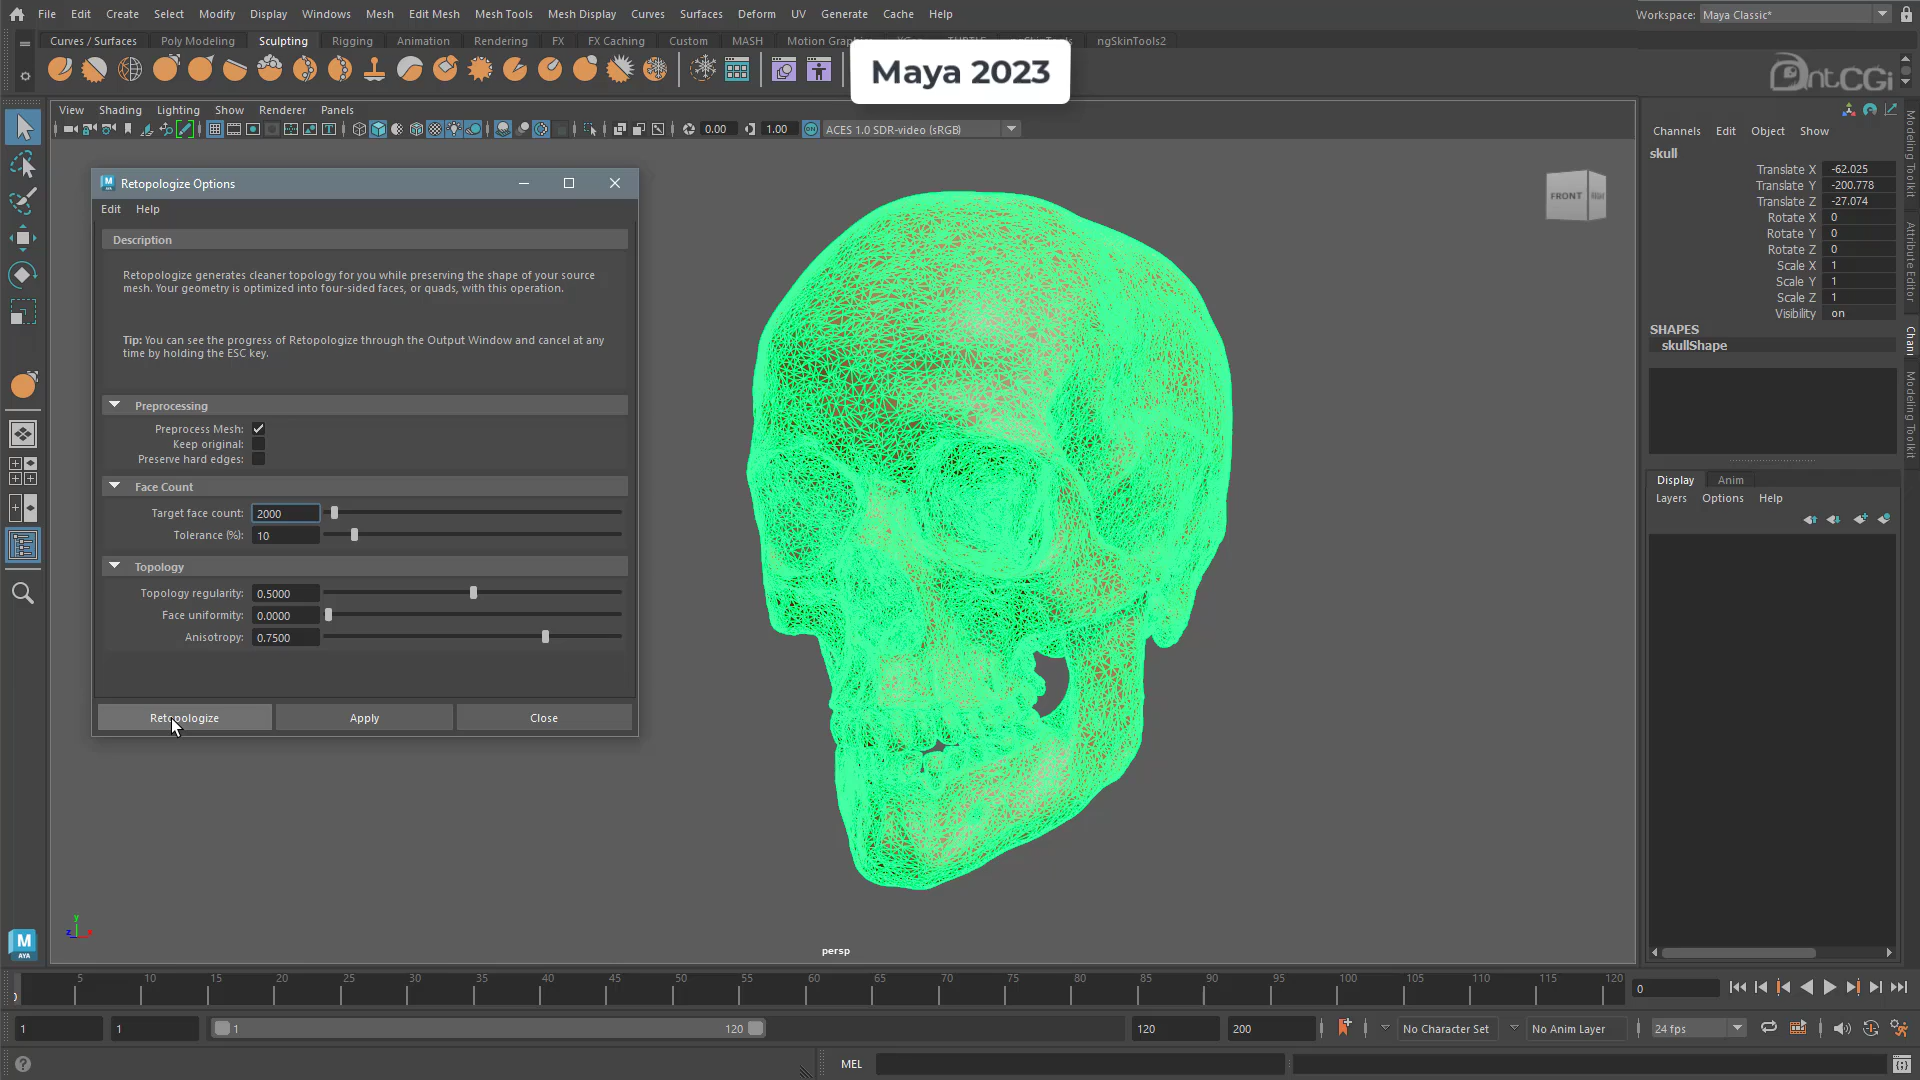 File Edit Create Select Modify Display Windows Mesh Edit Mesh Mesh Tools Mesh Display Curves Surfaces Deform UV Generate Cache Help
Workspace: Maya Classic*
Curves / Surfaces Poly Modeling Sculpting Rigging Animation Rendering FX FX Caching Custom MASH Motion Graphics ngSkinTools2
Maya 2023
AntCGi
View Shading Lighting Show Renderer Panels
0.00 1.00 ACES 1.0 SDR-video (sRGB)
Retopologize Options
Edit Help
Description
Retopologize generates cleaner topology for you while preserving the shape of your source
mesh. Your geometry is optimized into four-sided faces, or quads, with this operation.
Tip: You can see the progress of Retopologize through the Output Window and cancel at any
time by holding the ESC key.
Preprocessing
Preprocess Mesh:
Keep original:
Preserve hard edges:
Face Count
Target face count: 2000
Tolerance (%): 10
Topology
Topology regularity: 0.5000
Face uniformity: 0.0000
Anisotropy: 0.7500
Retopologize Apply Close
FRONT
persp
y
z x
Channels Edit Object Show
skull
Translate X -62.025
Translate Y -200.778
Translate Z -27.074
Rotate X 0
Rotate Y 0
Rotate Z 0
Scale X 1
Scale Y 1
Scale Z 1
Visibility on
SHAPES
skullShape
Display Anim
Layers Options Help
Modeling Toolkit
Attribute Editor
Modeling Toolkit
M
AYA
5 10 15 20 25 30 35 40 45 50 55 60 65 70 75 80 85 90 95 100 105 110 115 120
0
1 1 1 120 120 200 No Character Set No Anim Layer 24 fps
MEL